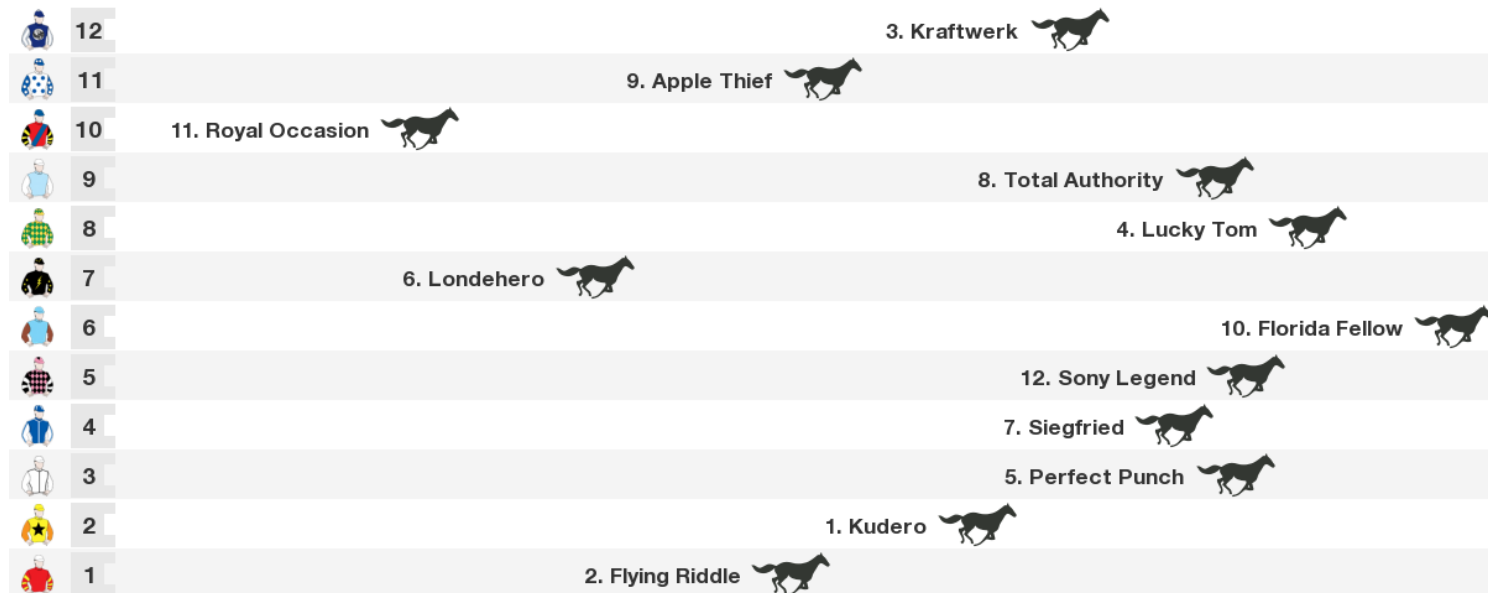 12 3. Kraftwerk
11 9. Apple Thief
10 11. Royal Occasion
9 8. Total Authority
8 4. Lucky Tom
7 6. Londehero
6 10. Florida Fellow
5 12. Sony Legend
4 7. Siegfried
3 5. Perfect Punch
2 1. Kudero
1 2. Flying Riddle